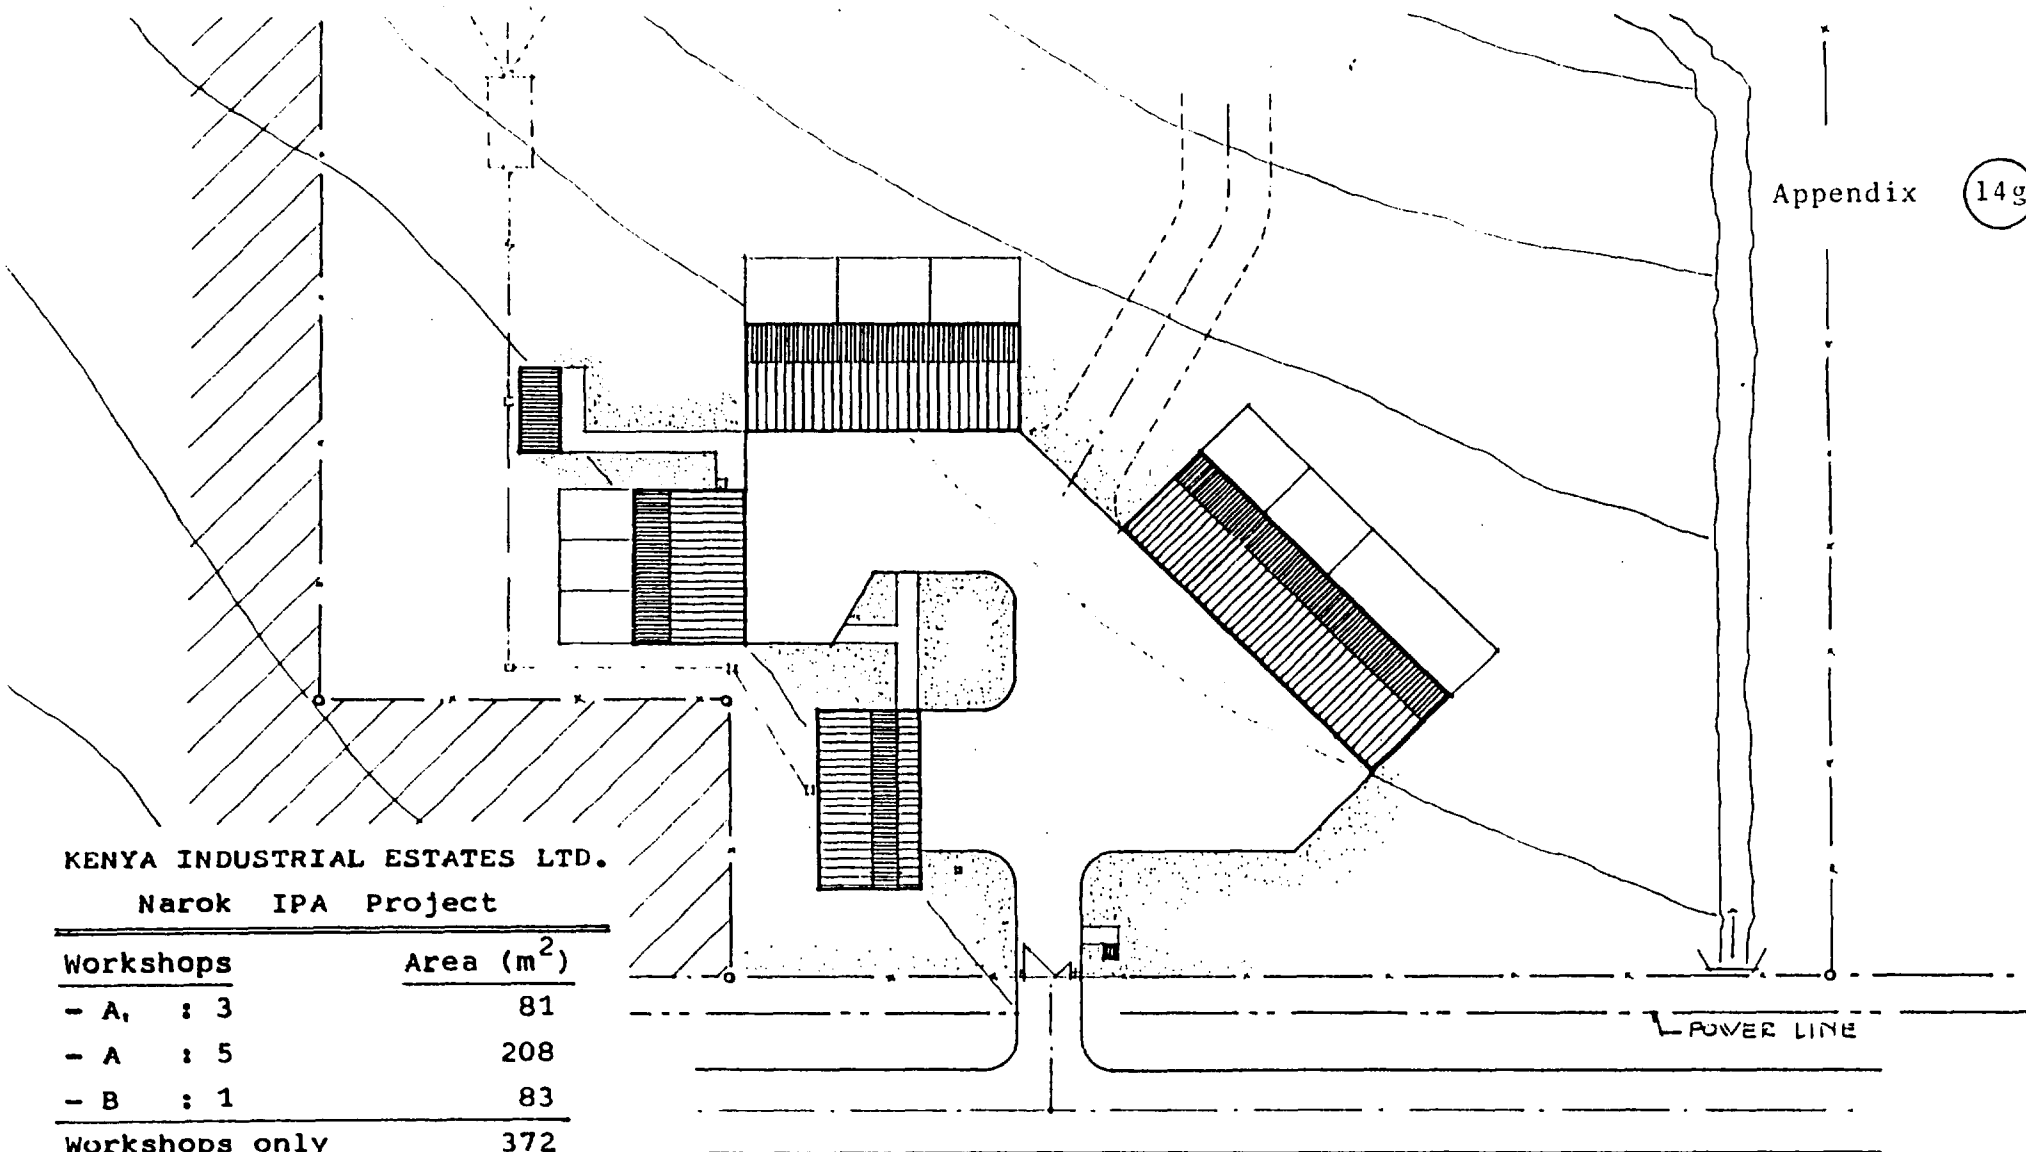 Appendix 14g
POWER LINE
KENYA INDUSTRIAL ESTATES LTD.
Narok IPA Project
Workshops Area (m²)
- A, : 3 81
- A : 5 208
- B : 1 83
Workshops only 372